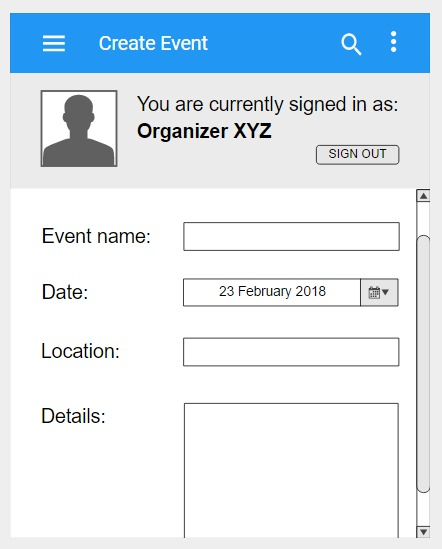 Create Event
You are currently signed in as:
Organizer XYZ
SIGN OUT
Event name:
Date: 23 February 2018
Location:
Details: